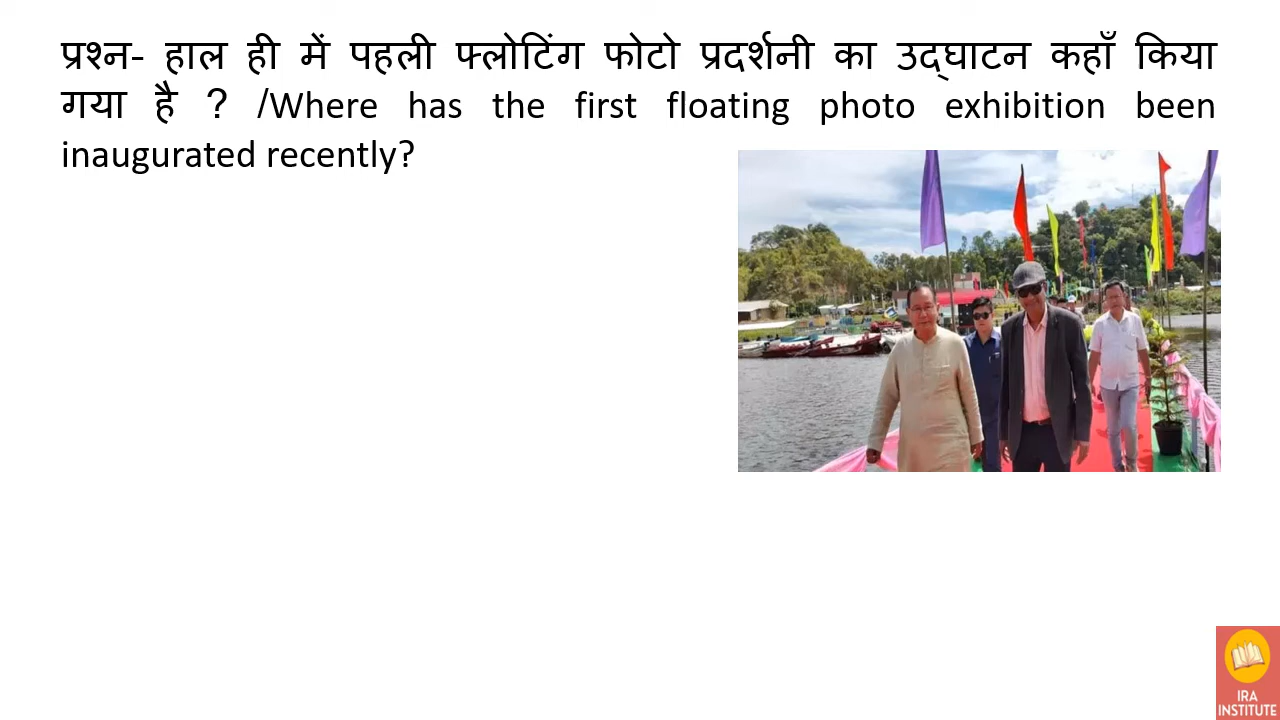 प्रश्न- हाल ही में पहली फ्लोटिंग फोटो प्रदर्शनी का उद्घाटन कहाँ किया
गया है ? /Where has the first floating photo exhibition been
inaugurated recently?
IRA
INSTITUTE